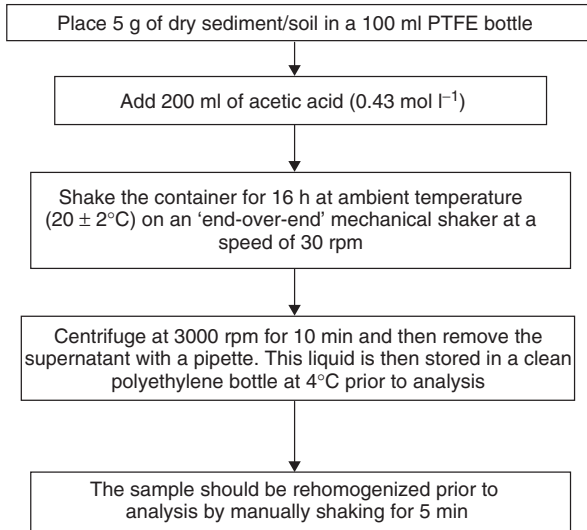 Place 5 g of dry sediment/soil in a 100 ml PTFE bottle
Add 200 ml of acetic acid (0.43 mol l⁻¹)
Shake the container for 16 h at ambient temperature
(20 ± 2°C) on an ‘end-over-end’ mechanical shaker at a
speed of 30 rpm
Centrifuge at 3000 rpm for 10 min and then remove the
supernatant with a pipette. This liquid is then stored in a clean
polyethylene bottle at 4°C prior to analysis
The sample should be rehomogenized prior to
analysis by manually shaking for 5 min